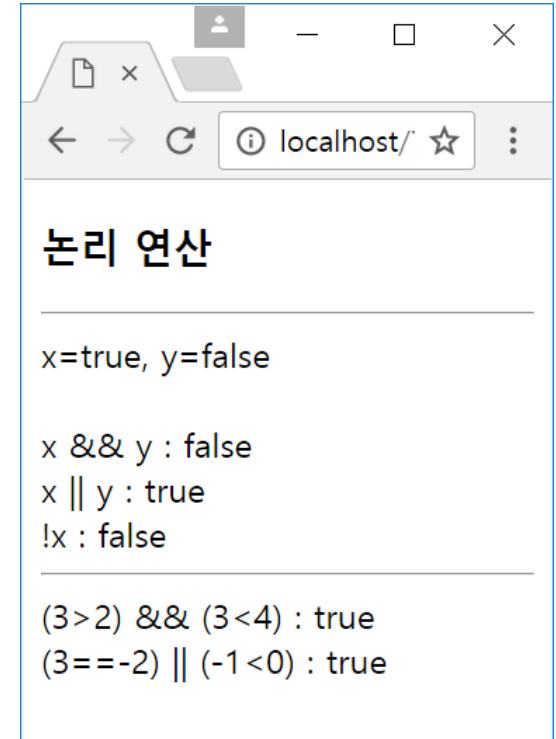 localhost/
논리 연산
x=true, y=false
x && y : false
x || y : true
!x : false
(3>2) && (3<4) : true
(3==-2) || (-1<0) : true